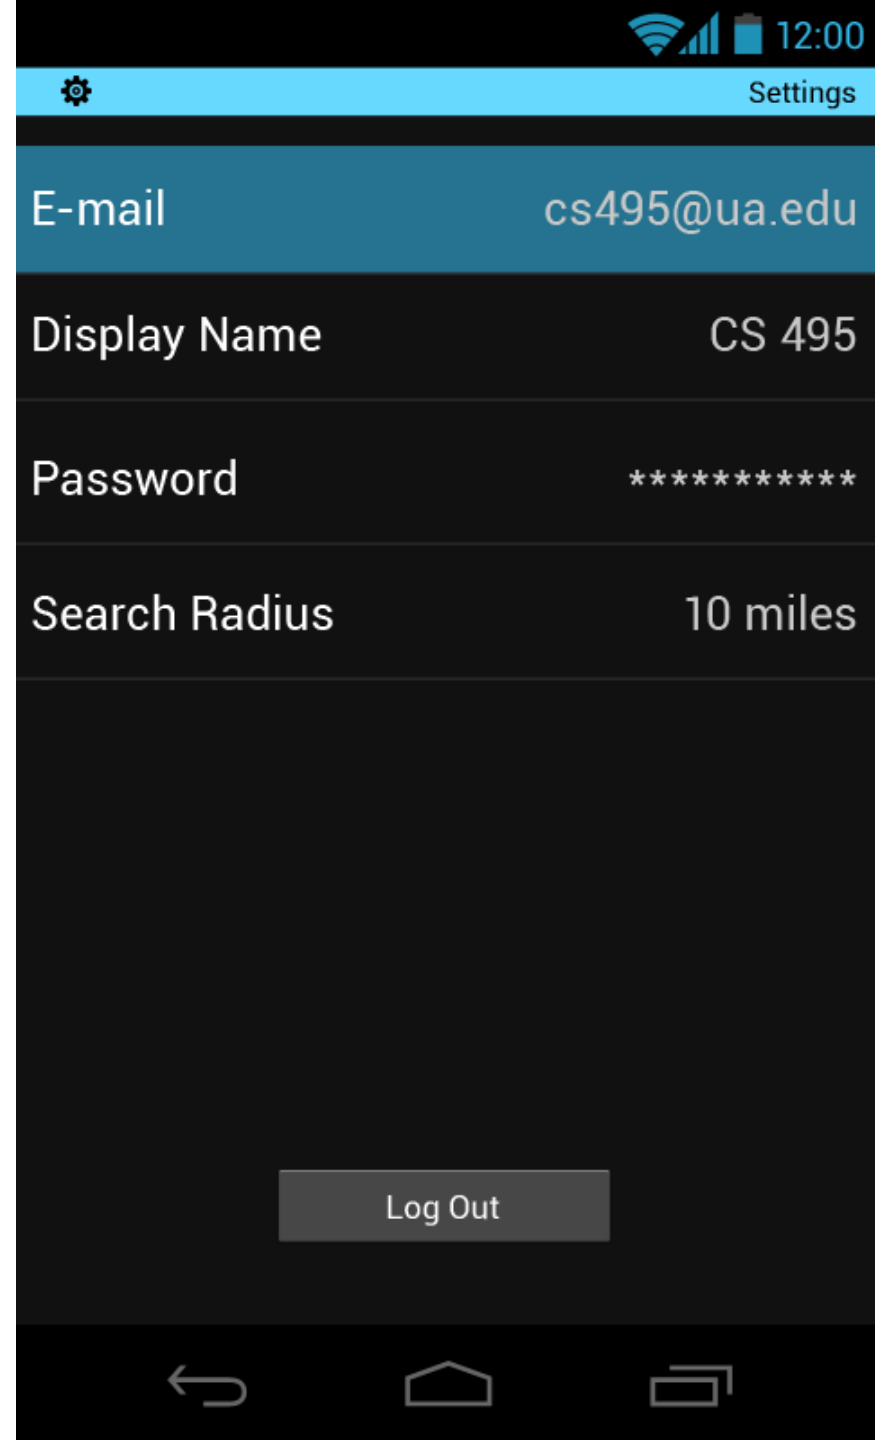 12:00
Settings
E-mail cs495@ua.edu
Display Name CS 495
Password ***********
Search Radius 10 miles
Log Out